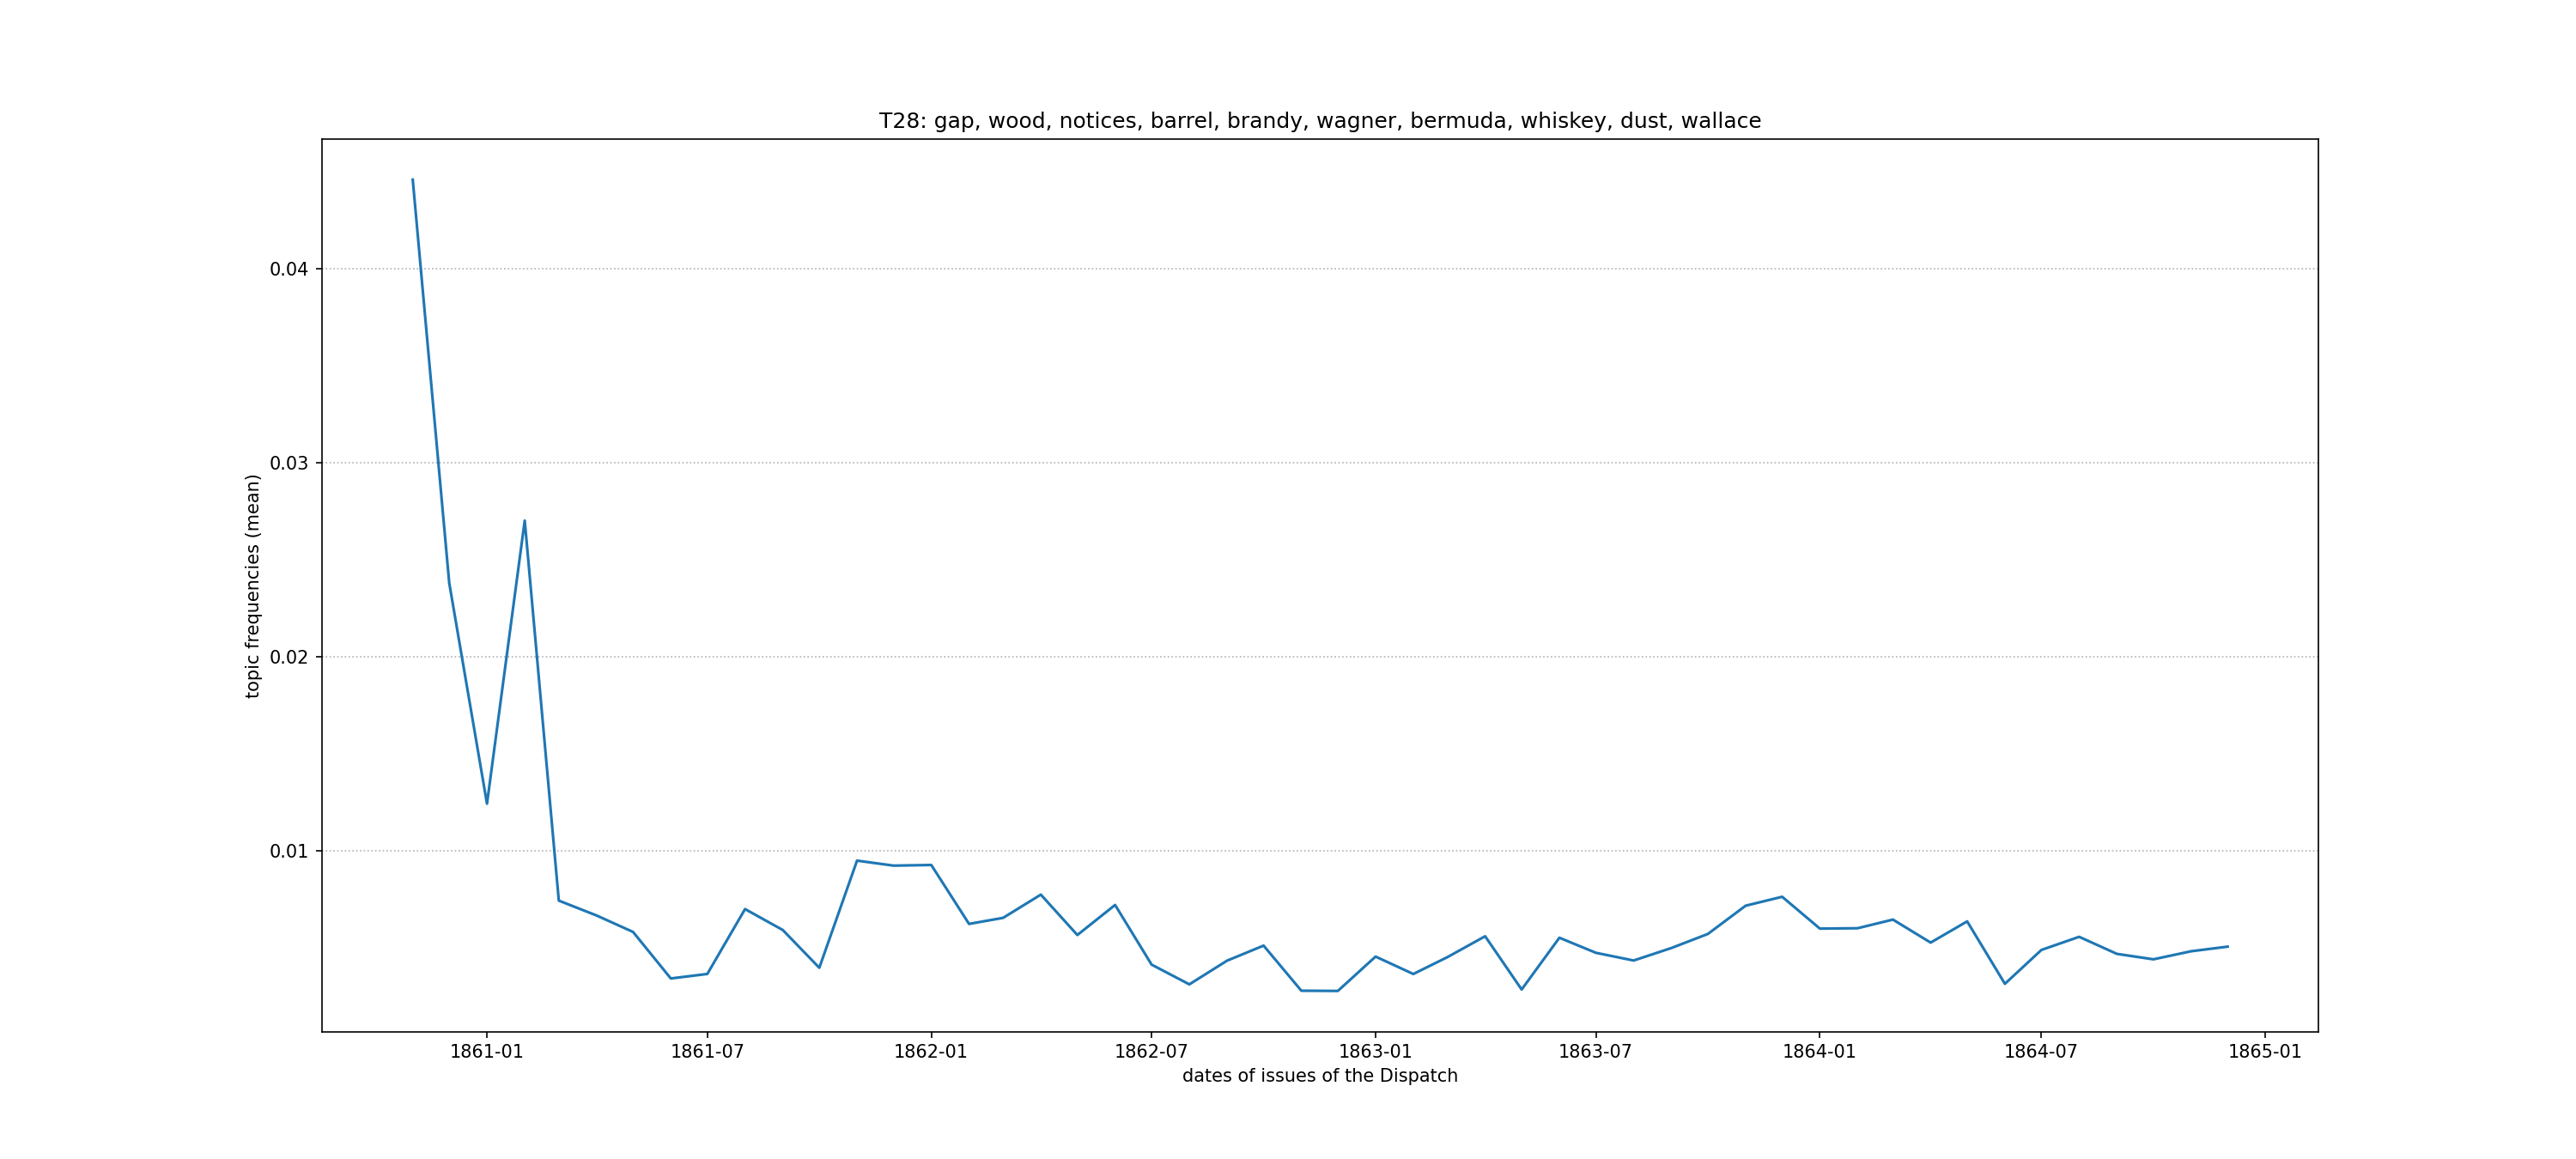 T28: gap, wood, notices, barrel, brandy, wagner, bermuda, whiskey, dust, wallace
topic frequencies (mean)
0.04
0.03
0.02
0.01
1861-01 1861-07 1862-01 1862-07 1863-01 1863-07 1864-01 1864-07 1865-01
dates of issues of the Dispatch